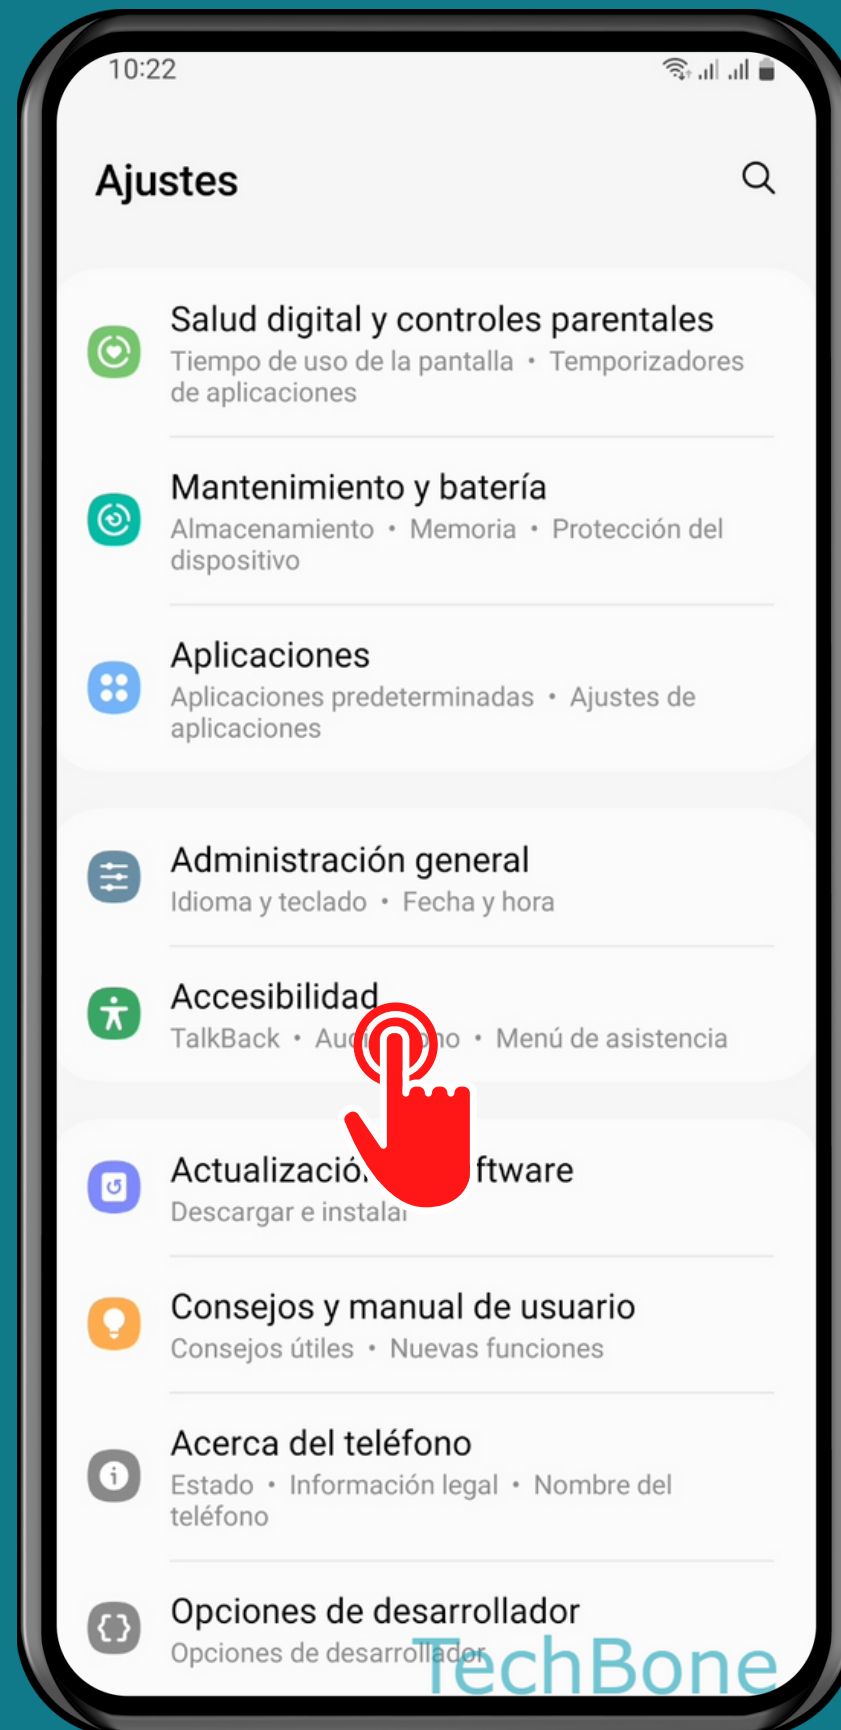 10:22
Ajustes
Salud digital y controles parentales
Tiempo de uso de la pantalla • Temporizadores
de aplicaciones
Mantenimiento y batería
Almacenamiento • Memoria • Protección del
dispositivo
Aplicaciones
Aplicaciones predeterminadas • Ajustes de
aplicaciones
Administración general
Idioma y teclado • Fecha y hora
Accesibilidad
TalkBack • • Menú de asistencia
Descargar e instalar
Consejos y manual de usuario
Consejos útiles • Nuevas funciones
Acerca del teléfono
Estado • Información legal • Nombre del
teléfono
Opciones de desarrollador
Opciones de desarrollador
TechBone